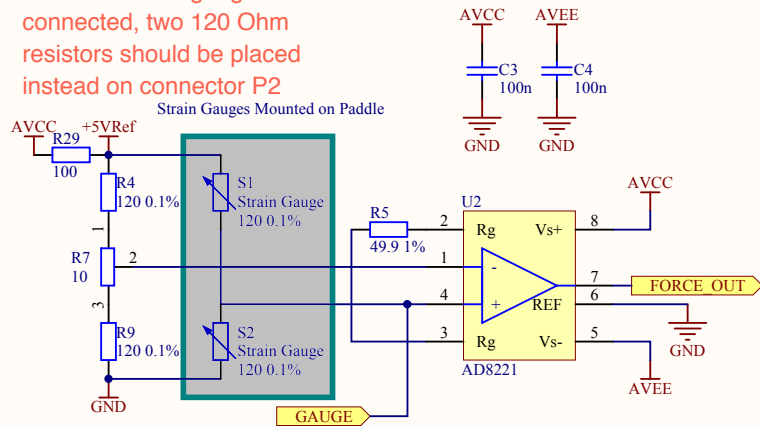 connected, two 120 Ohm
resistors should be placed
instead on connector P2
Strain Gauges Mounted on Paddle
AVCC
AVEE
C3
100n
C4
100n
GND
GND
AVCC
+5VRef
R29
100
R4
120 0.1%
1
R7
10
2
3
R9
120 0.1%
GND
S1
Strain Gauge
120 0.1%
S2
Strain Gauge
120 0.1%
GAUGE
R5
49.9 1%
U2
2
Rg
Vs+
8
AVCC
1
-
7
FORCE_OUT
4
+
REF
6
GND
3
Rg
Vs-
5
AD8221
AVEE